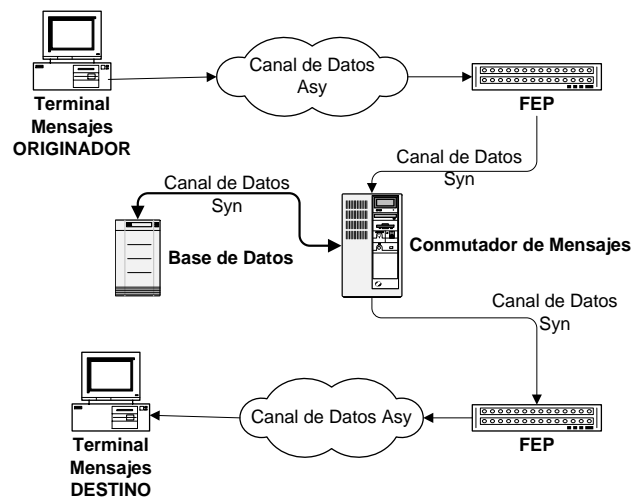 Canal de Datos
Asy
Terminal
Mensajes
ORIGINADOR
FEP
Canal de Datos
Syn
Canal de Datos
Syn
Base de Datos
Conmutador de Mensajes
Canal de Datos
Syn
Canal de Datos Asy
Terminal
Mensajes
DESTINO
FEP